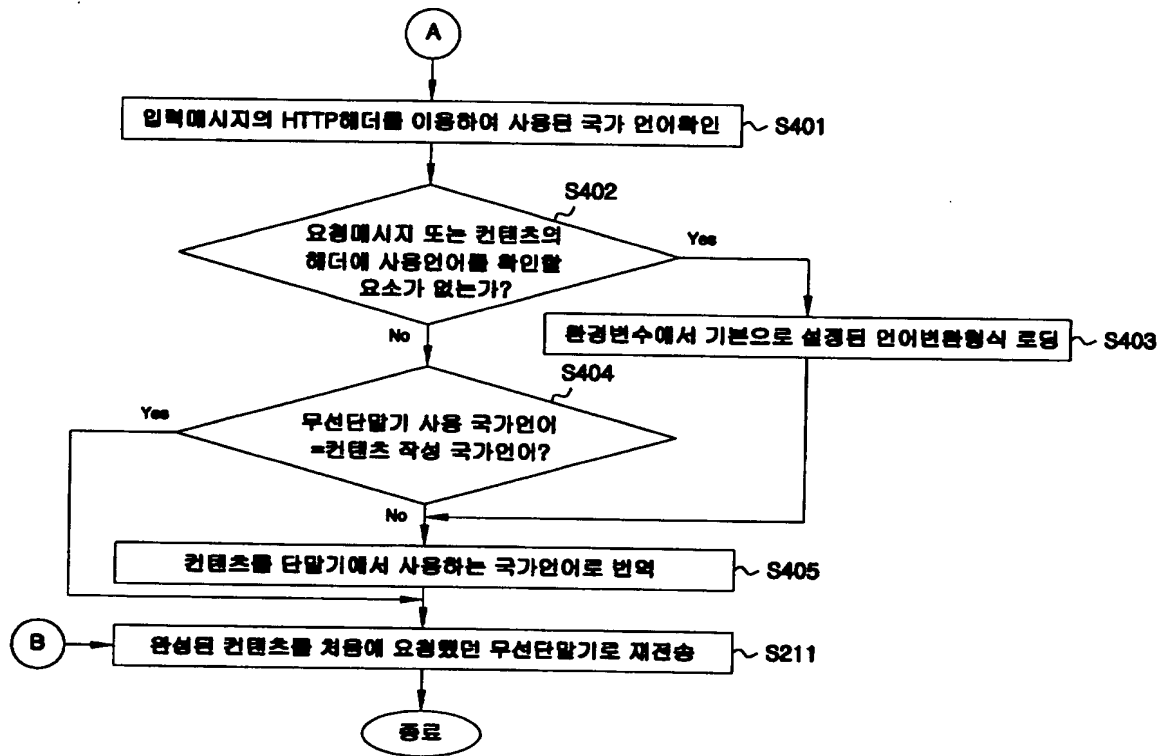 A
입력메시지의 HTTP헤더를 이용하여 사용된 국가 언어확인
S401
S402
요청메시지 또는 컨텐츠의
헤더에 사용언어를 확인할
요소가 없는가?
Yes
No
환경변수에서 기본으로 설정된 언어변환형식 로딩
S403
S404
Yes
무선단말기 사용 국가언어
=컨텐츠 작성 국가언어?
No
컨텐츠를 단말기에서 사용하는 국가언어로 번역
S405
B
완성된 컨텐츠를 처음에 요청했던 무선단말기로 재전송
S211
종료